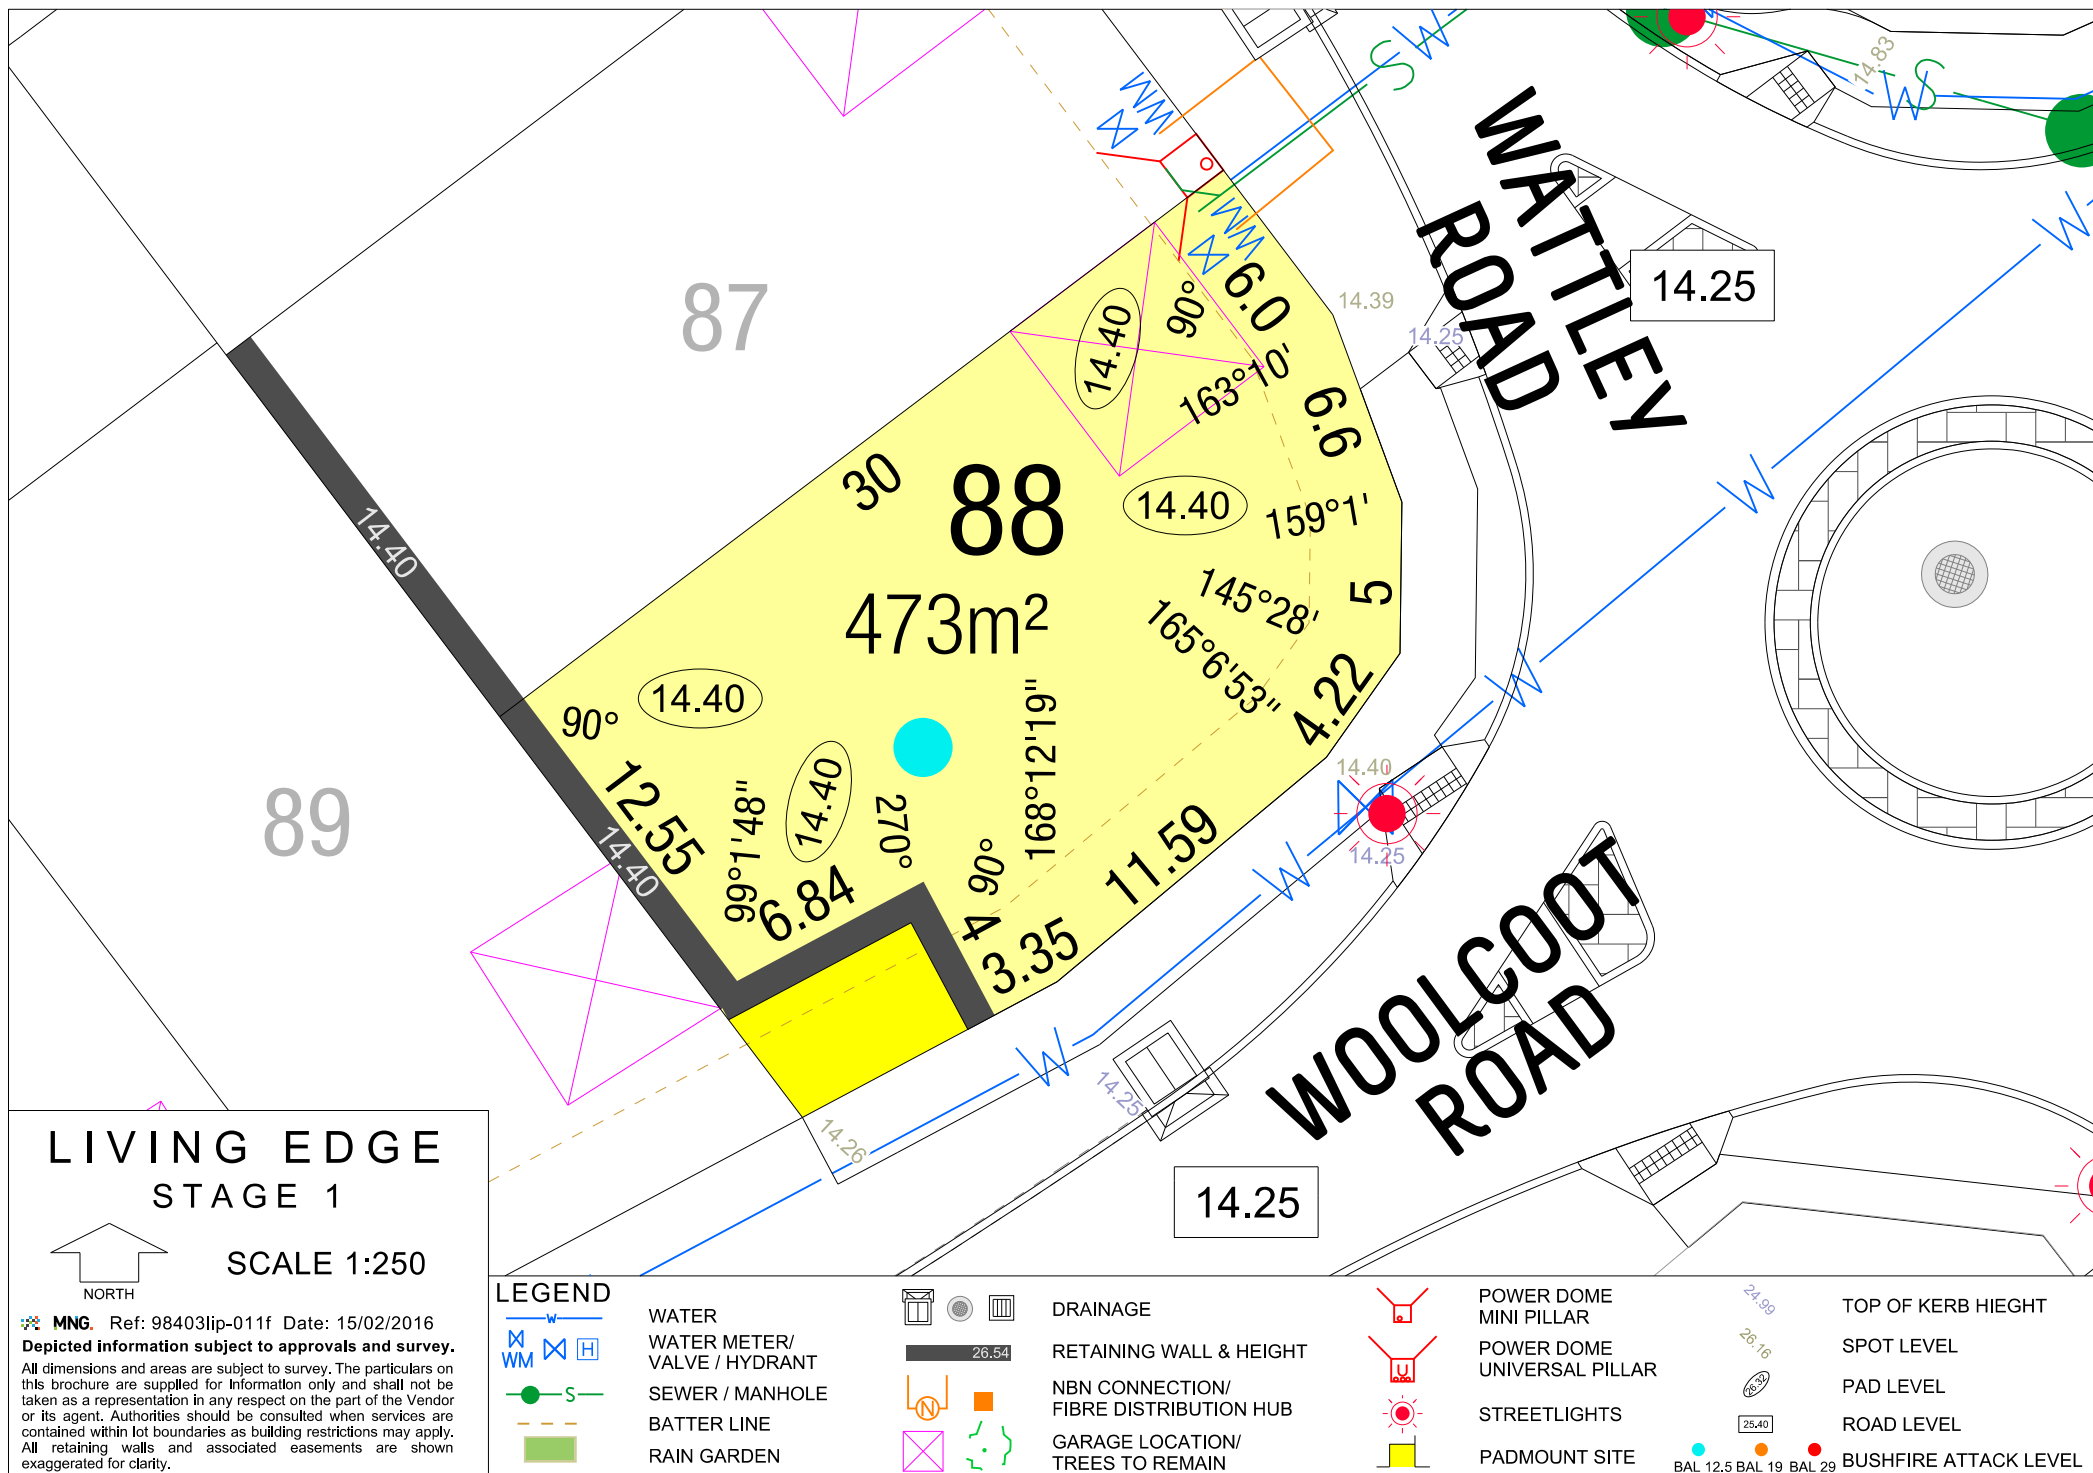 WATTLEY
ROAD
14.83
14.25
14.39
14.25
87
6.0
90°
14.40
163°10'
6.6
30
88
14.40
159°1'
14.40
473m²
145°28'
5
165°6'53"
4.22
14.40
90°
168°12'19"
12.55
99°1'48"
14.40
270°
90°
14.40
14.25
11.59
89
14.40
6.84
4
3.35
WOOLCOOT
ROAD
14.25
14.26
14.25
W
W
W
W
W
W
W
W
S
S
WM
WM
LIVING EDGE
STAGE 1
SCALE 1:250
NORTH
MNG. Ref: 98403lip-011f Date: 15/02/2016
Depicted information subject to approvals and survey.
All dimensions and areas are subject to survey. The particulars on
this brochure are supplied for information only and shall not be
taken as a representation in any respect on the part of the Vendor
or its agent. Authorities should be consulted when services are
contained within lot boundaries as building restrictions may apply.
All retaining walls and associated easements are shown
exaggerated for clarity.
LEGEND
W
WATER
WM
H
WATER METER/
VALVE / HYDRANT
S
SEWER / MANHOLE
BATTER LINE
RAIN GARDEN
DRAINAGE
26.54
RETAINING WALL & HEIGHT
N
NBN CONNECTION/
FIBRE DISTRIBUTION HUB
GARAGE LOCATION/
TREES TO REMAIN
POWER DOME
MINI PILLAR
U
POWER DOME
UNIVERSAL PILLAR
STREETLIGHTS
PADMOUNT SITE
24.99
TOP OF KERB HIEGHT
26.16
SPOT LEVEL
26.32
PAD LEVEL
25.40
ROAD LEVEL
BAL 12.5 BAL 19 BAL 29
BUSHFIRE ATTACK LEVEL